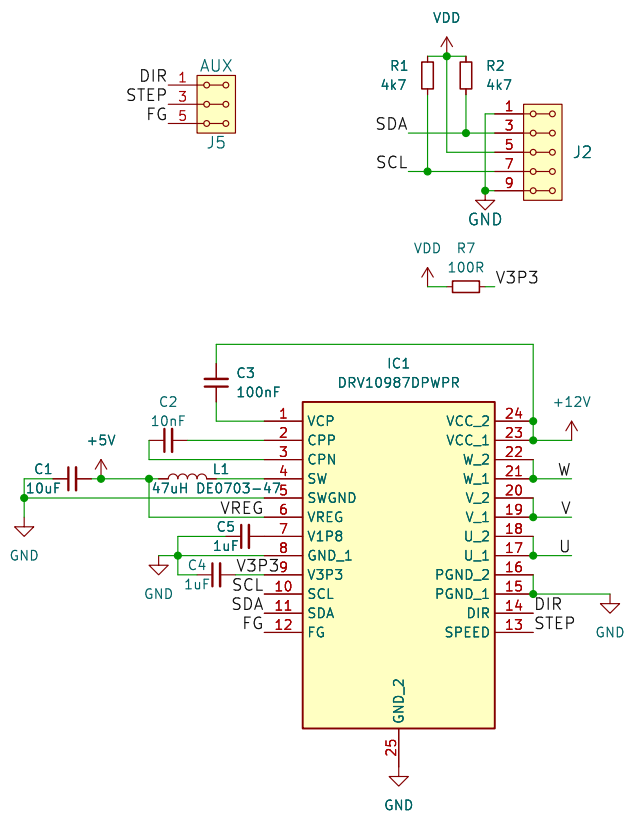 VDD
AUX
DIR 1
STEP 3
FG 5
J5
R1 4k7
R2 4k7
1
SDA 3
5
SCL 7
9
J2
GND
VDD R7
100R
V3P3
IC1
DRV10987DPWPR
C3
100nF
C2
10nF
+12V
+5V
C1
10uF
L1
47uH DE0703-47
GND
1 VCP VCC_2 24
2 CPP VCC_1 23
3 CPN W_2 22
4 SW W_1 21 W
5 SWGND V_2 20
VREG 6 VREG V_1 19 V
C5
1uF
7 V1P8 U_2 18
8 GND_1 U_1 17 U
GND
C4
1uF
V3P3 9 V3P3 PGND_2 16
SCL 10 SCL PGND_1 15
SDA 11 SDA DIR 14 DIR
FG 12 FG SPEED 13 STEP
GND
GND_2
25
GND